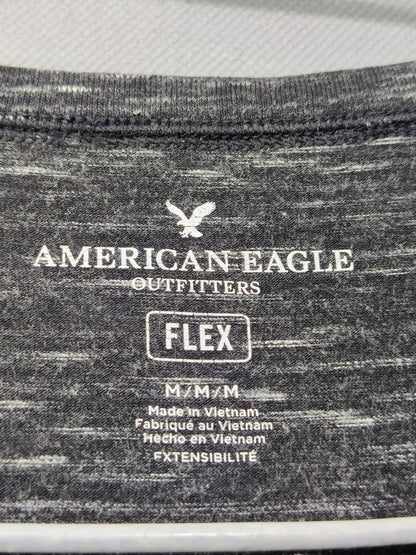 AMERICAN EAGLE
OUTFITTERS
FLEX
M/M/M
Made in Vietnam
Fabriqué au Vietnam
Hecho en Vietnam
EXTENSIBILITÉ